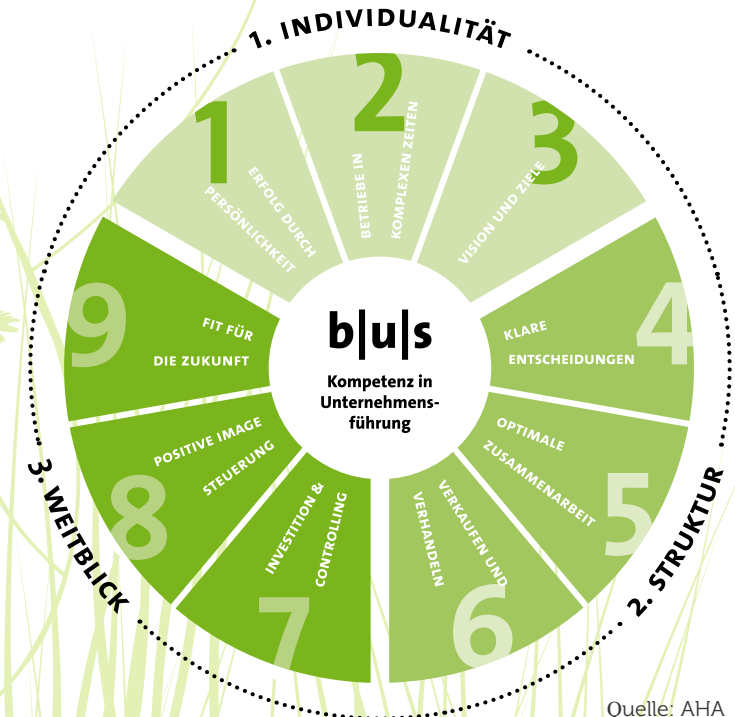 1. INDIVIDUALITÄT
1
ERFOLG DURCH
PERSÖNLICHKEIT
2
BETRIEBE IN
KOMPLEXEN ZEITEN
3
VISION UND ZIELE
4
KLARE
ENTSCHEIDUNGEN
5
OPTIMALE
ZUSAMMENARBEIT
2. STRUKTUR
6
VERKAUFEN UND
VERHANDELN
7
INVESTITION &
CONTROLLING
8
POSITIVE IMAGE
STEUERUNG
3. WEITBLICK
9
FIT FÜR
DIE ZUKUNFT
b|u|s
Kompetenz in
Unternehmens-
führung
Quelle: AHA